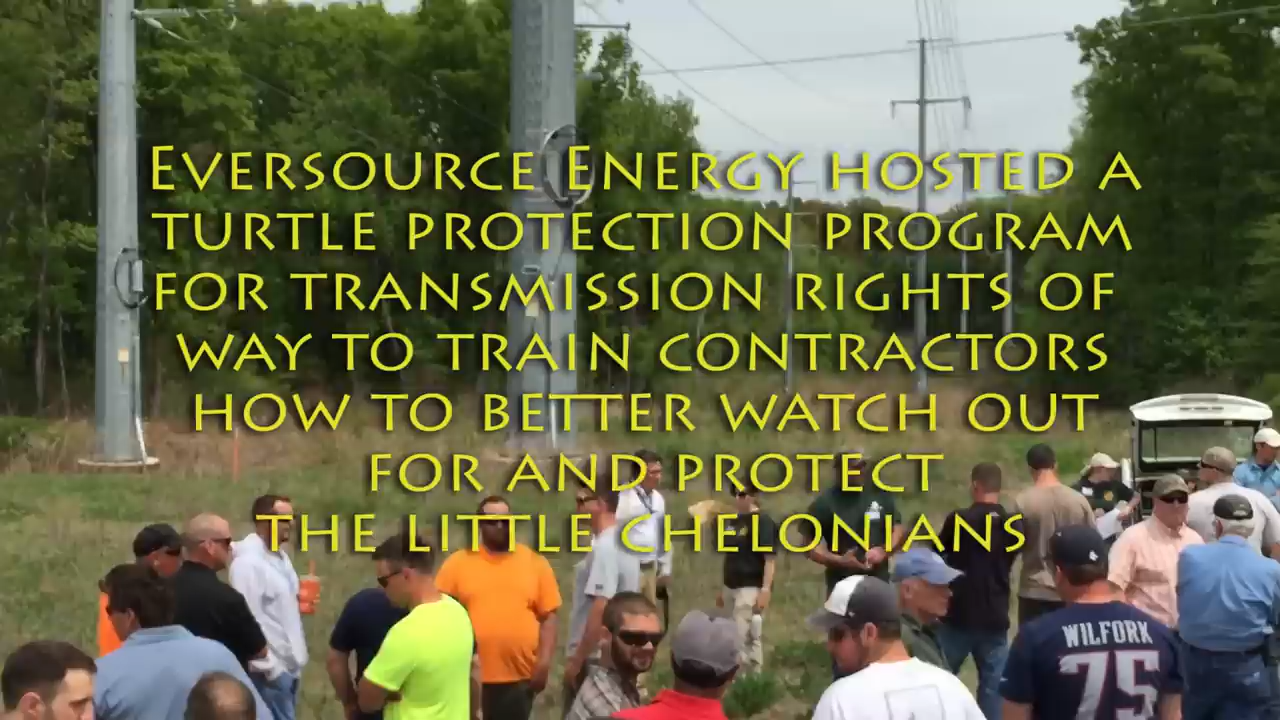 EVERSOURCE ENERGY HOSTED A
TURTLE PROTECTION PROGRAM
FOR TRANSMISSION RIGHTS OF
WAY TO TRAIN CONTRACTORS
HOW TO BETTER WATCH OUT
FOR AND PROTECT
THE LITTLE CHELONIANS
WILFORK
75